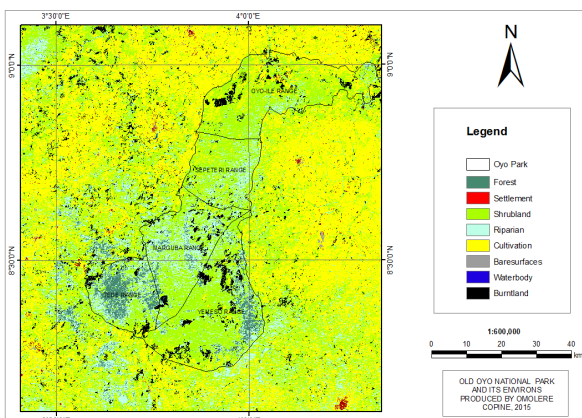 3°30'0"E 4°0'0"E
N
9°0'0"N 9°0'0"N
OYO-ILE RANGE
SEPETERI RANGE
MARGUBA RANGE
8°30'0"N 8°30'0"N
YEMESO RANGE
Legend
Oyo Park
Forest
Settlement
Shrubland
Riparian
Cultivation
Baresurfaces
Waterbody
Burntland
1:600,000
0 10 20 30 40
km
OLD OYO NATIONAL PARK
AND ITS ENVIRONS
PRODUCED BY OMOLERE
COPINE, 2015